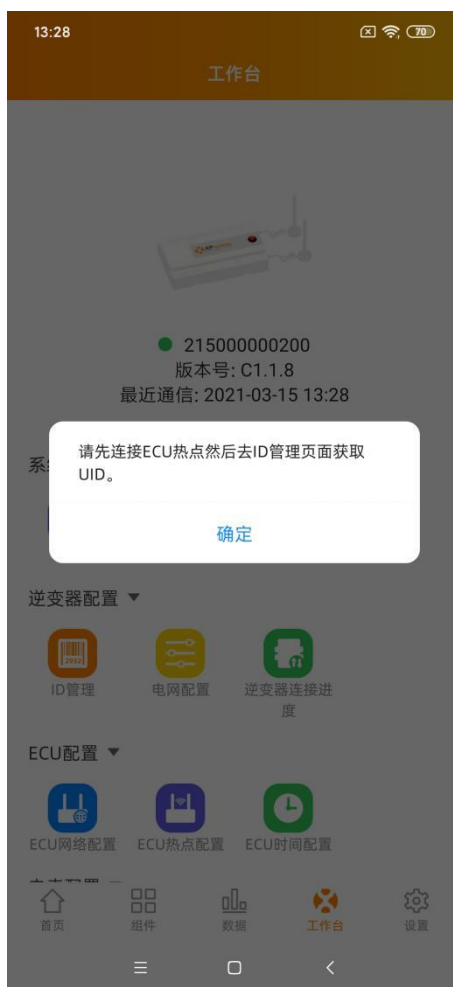 13:28
70
工作台
215000000200
版本号: C1.1.8
最近通信: 2021-03-15 13:28
请先连接ECU热点然后去ID管理页面获取
UID。
确定
逆变器配置
ID管理
电网配置
逆变器连接进
度
ECU配置
ECU网络配置
ECU热点配置
ECU时间配置
首页
组件
数据
工作台
设置